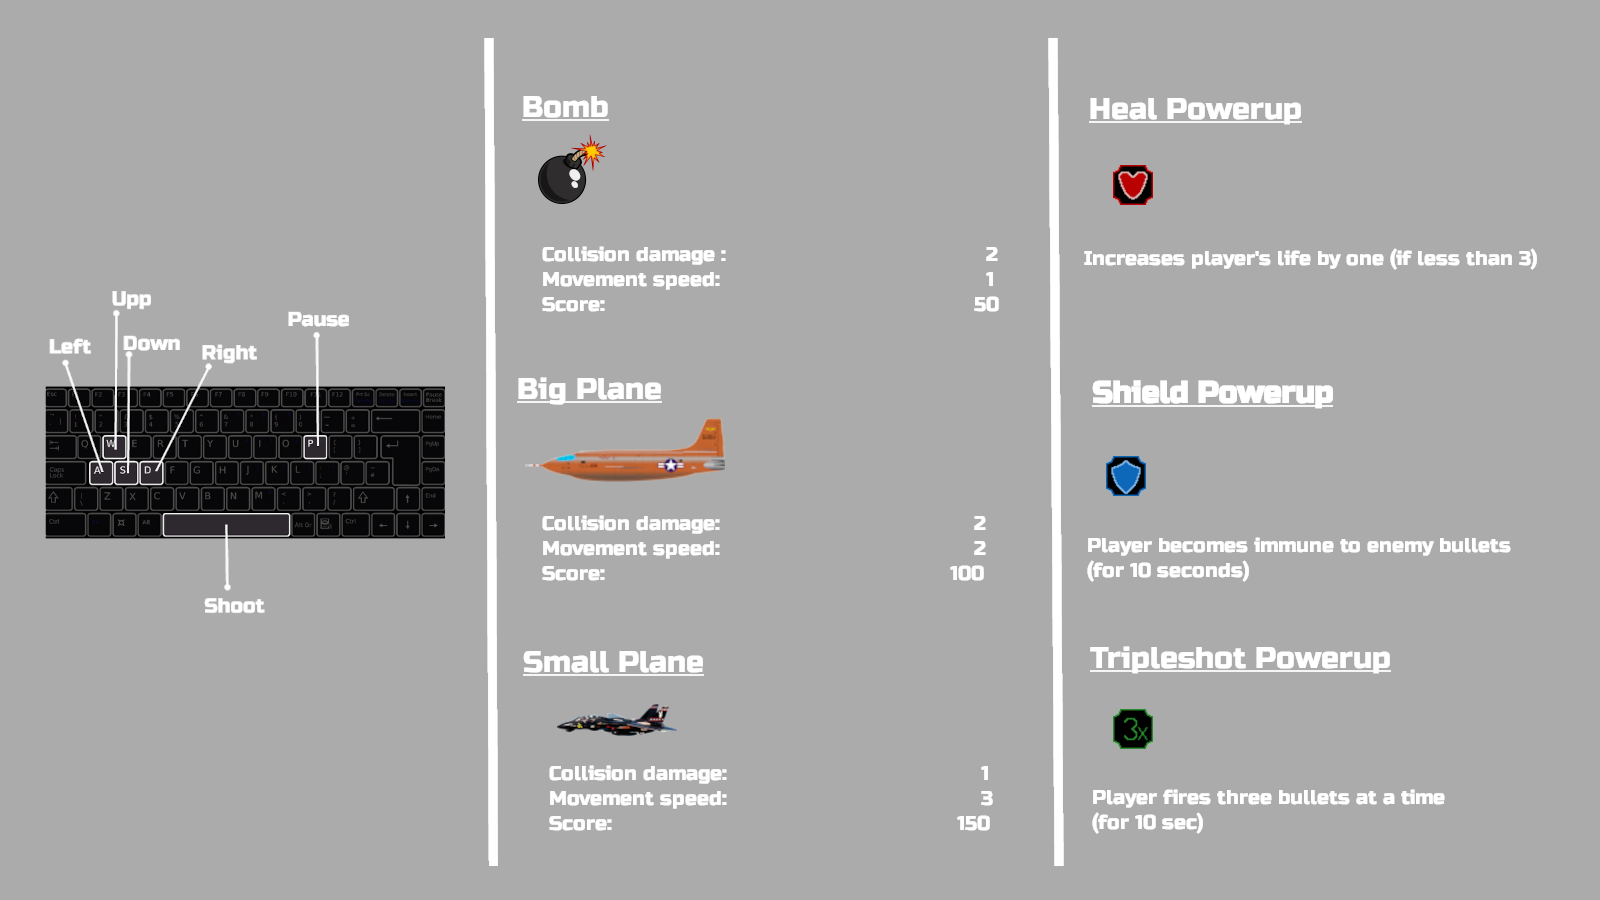 Upp
Pause
Left
Down
Right
W
P
A
S
D
Shoot
Bomb
Collision damage : 2
Movement speed: 1
Score: 50
Big Plane
Collision damage: 2
Movement speed: 2
Score: 100
Small Plane
Collision damage: 1
Movement speed: 3
Score: 150
Heal Powerup
Increases player's life by one (if less than 3)
Shield Powerup
Player becomes immune to enemy bullets
(for 10 seconds)
Tripleshot Powerup
3x
Player fires three bullets at a time
(for 10 sec)